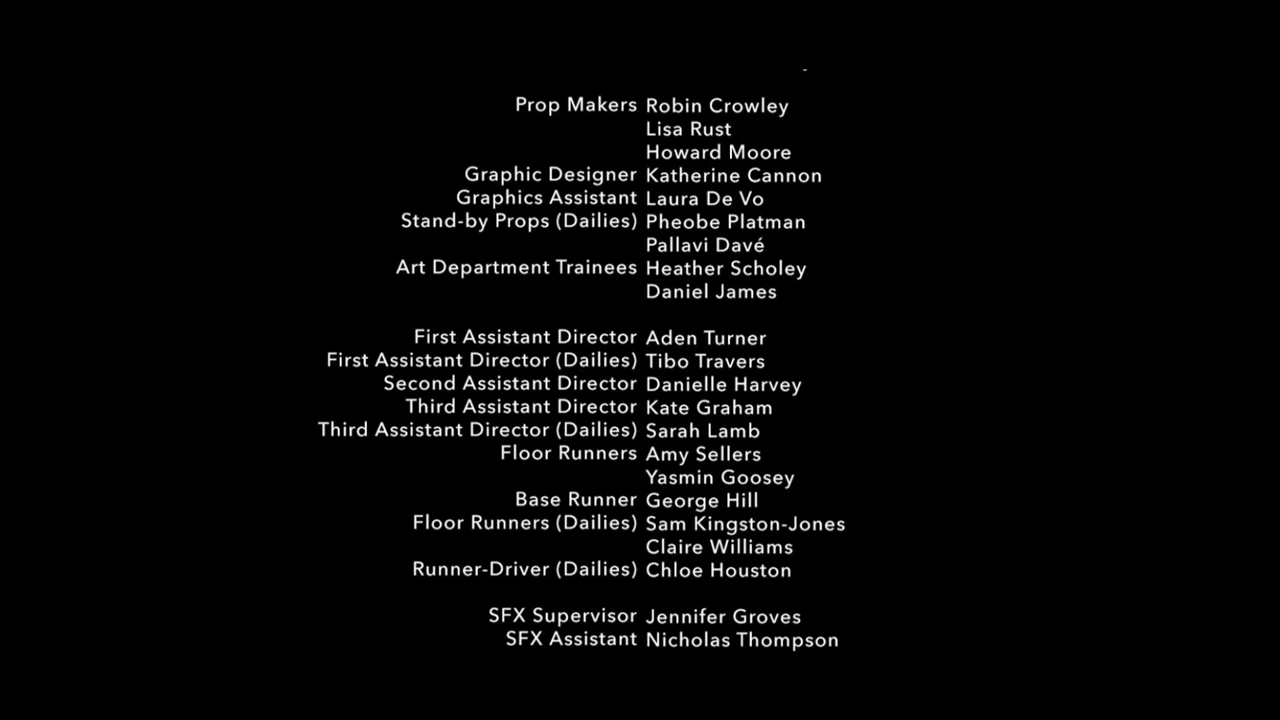 Prop Makers Robin Crowley
Lisa Rust
Howard Moore
Graphic Designer Katherine Cannon
Graphics Assistant Laura De Vo
Stand-by Props (Dailies) Pheobe Platman
Pallavi Davé
Art Department Trainees Heather Scholey
Daniel James
First Assistant Director Aden Turner
First Assistant Director (Dailies) Tibo Travers
Second Assistant Director Danielle Harvey
Third Assistant Director Kate Graham
Third Assistant Director (Dailies) Sarah Lamb
Floor Runners Amy Sellers
Yasmin Goosey
Base Runner George Hill
Floor Runners (Dailies) Sam Kingston-Jones
Claire Williams
Runner-Driver (Dailies) Chloe Houston
SFX Supervisor Jennifer Groves
SFX Assistant Nicholas Thompson